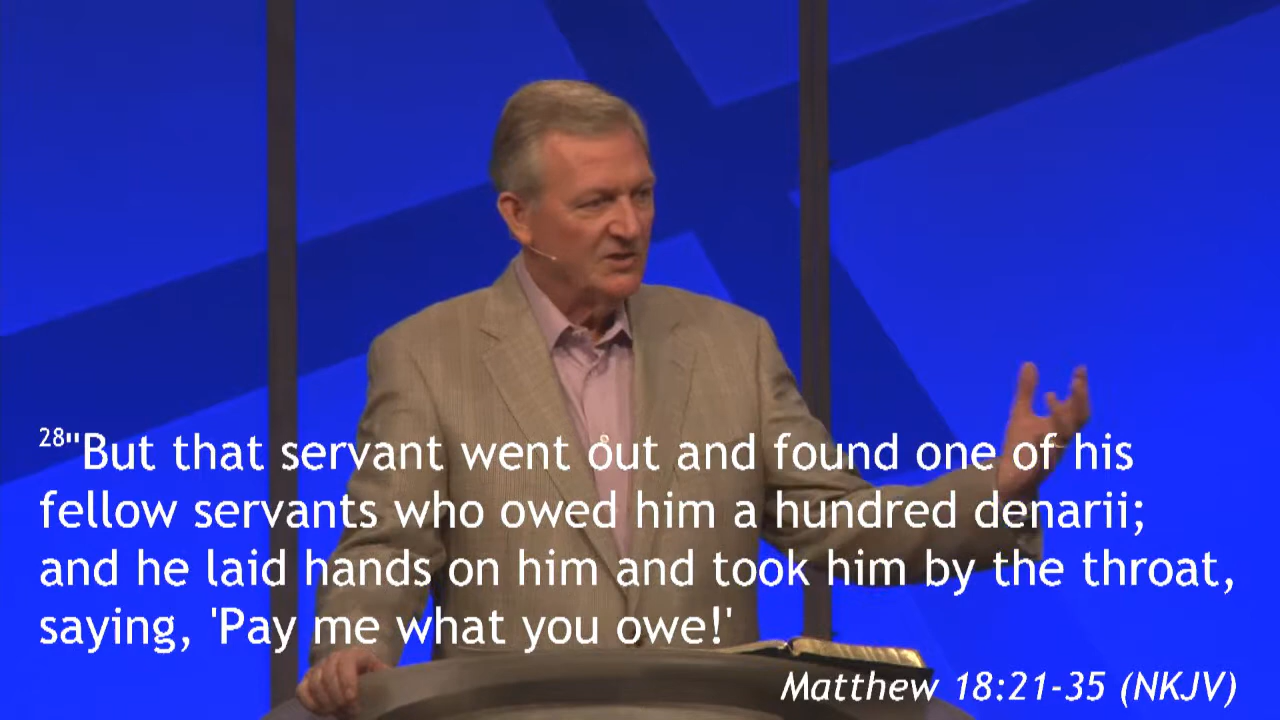 28"But that servant went out and found one of his
fellow servants who owed him a hundred denarii;
and he laid hands on him and took him by the throat,
saying, 'Pay me what you owe!'
Matthew 18:21-35 (NKJV)